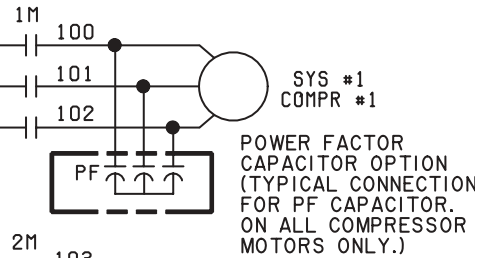 1M
100
101
SYS #1
COMPR #1
102
PF
POWER FACTOR
CAPACITOR OPTION
(TYPICAL CONNECTION
FOR PF CAPACITOR.
ON ALL COMPRESSOR
MOTORS ONLY.)
2M